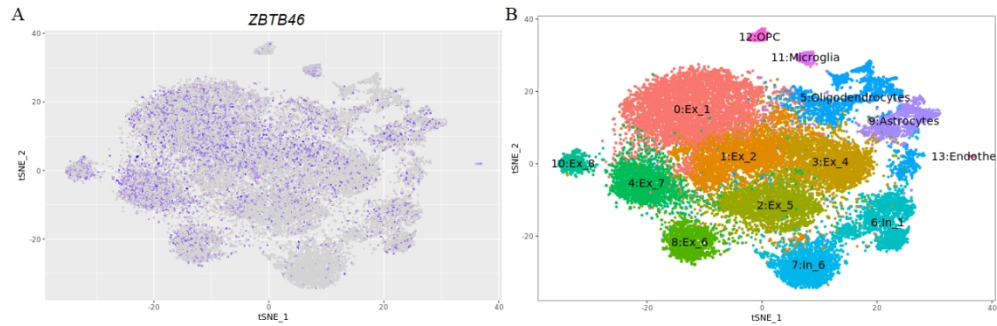 A
ZBTB46
40
20
0
-20
tSNE_2
-20
0
20
40
tSNE_1
B
40
20
0
-20
tSNE_2
-20
0
20
40
tSNE_1
12:OPC
11:Microglia
0:Ex_1
5:Oligodendrocytes
9:Astrocytes
10:Ex_8
1:Ex_2
3:Ex_4
13:Endothe
4:Ex_7
2:Ex_5
6:In_1
8:Ex_6
7:In_6